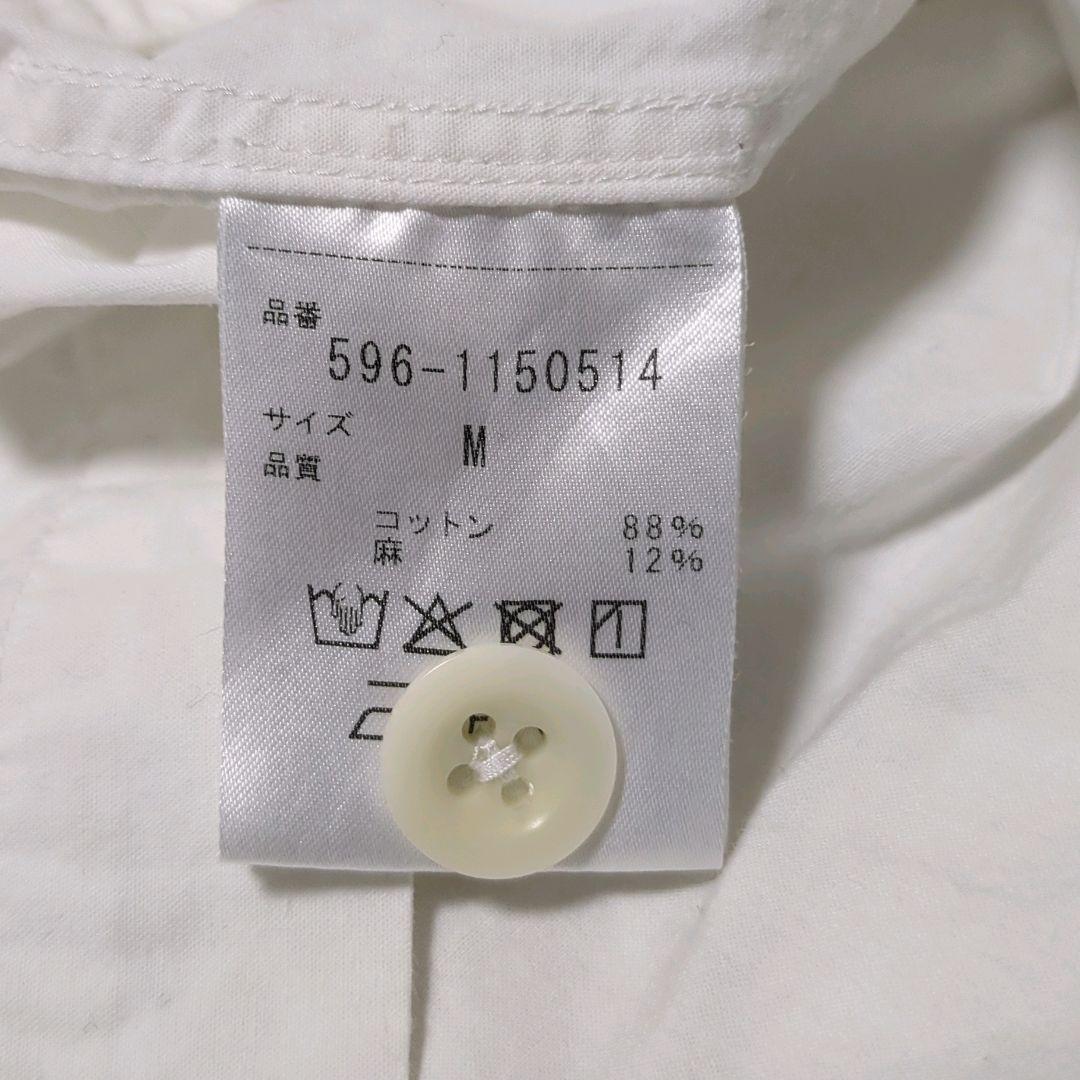 品番
596-1150514
サイズ M
品質
コットン 88%
麻 12%